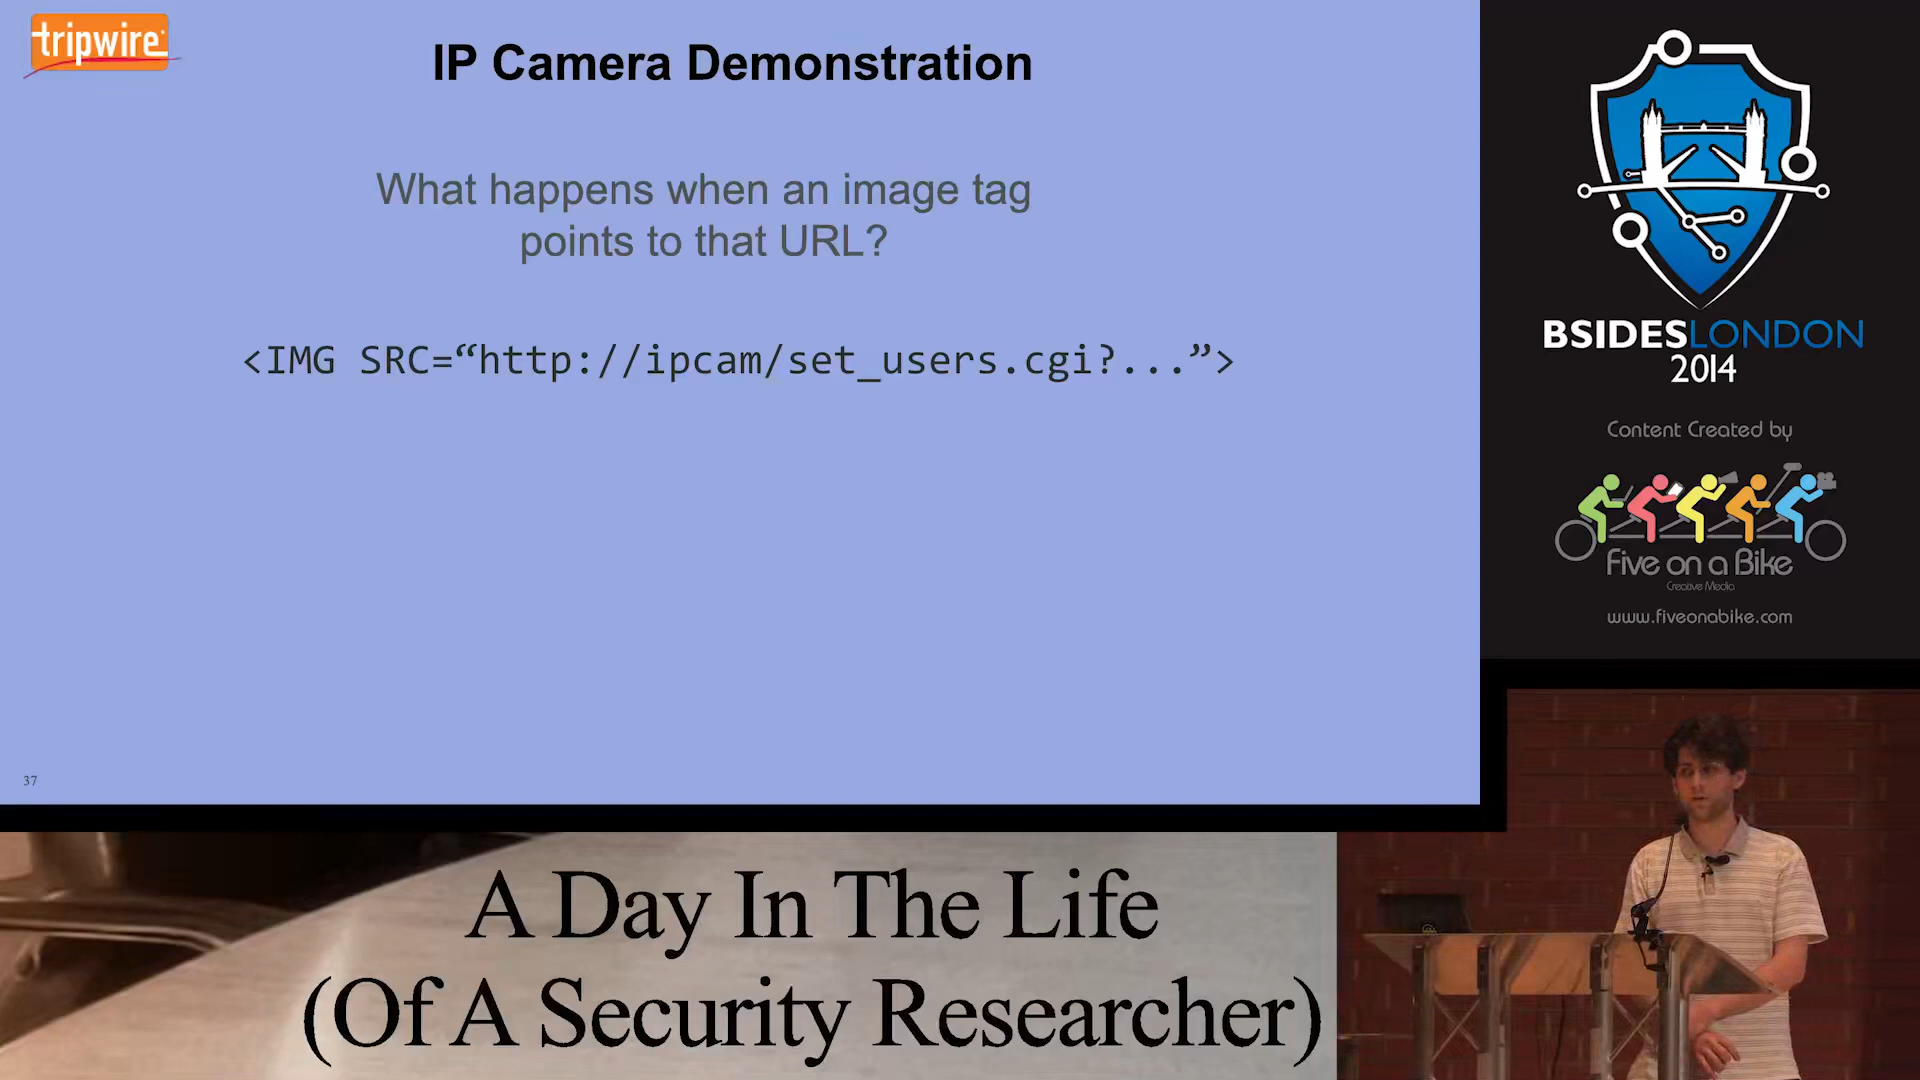 tripwire
IP Camera Demonstration
What happens when an image tag
points to that URL?
<IMG SRC=“http://ipcam/set_users.cgi?...”>
37
BSIDESLONDON
2014
Content Created by
Five on a Bike
Creative Media
www.fiveonabike.com
A Day In The Life
(Of A Security Researcher)